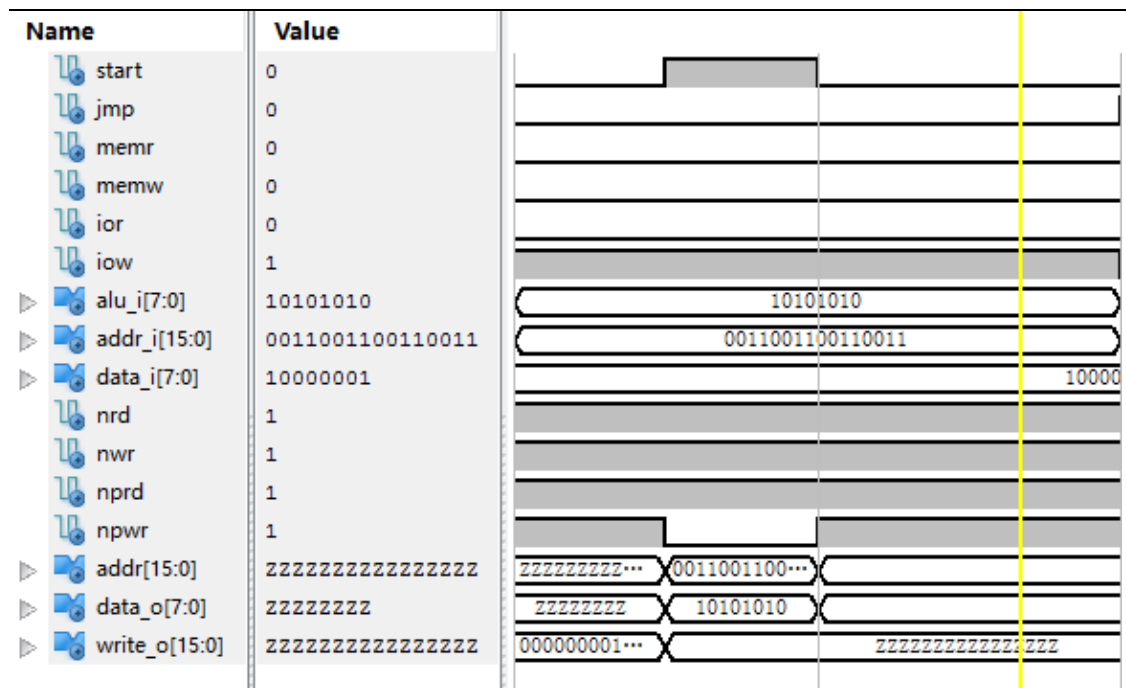 Name Value
start 0
jmp 0
memr 0
memw 0
ior 0
iow 1
alu_i[7:0] 10101010 10101010
addr_i[15:0] 0011001100110011 0011001100110011
data_i[7:0] 10000001 10000
nrd 1
nwr 1
nprd 1
npwr 1
addr[15:0] ZZZZZZZZZZZZZZZZ ZZZZZZZZZ... 0011001100...
data_o[7:0] ZZZZZZZZ ZZZZZZZZ 10101010
write_o[15:0] ZZZZZZZZZZZZZZZZ 000000001... ZZZZZZZZZZZZZZZZ